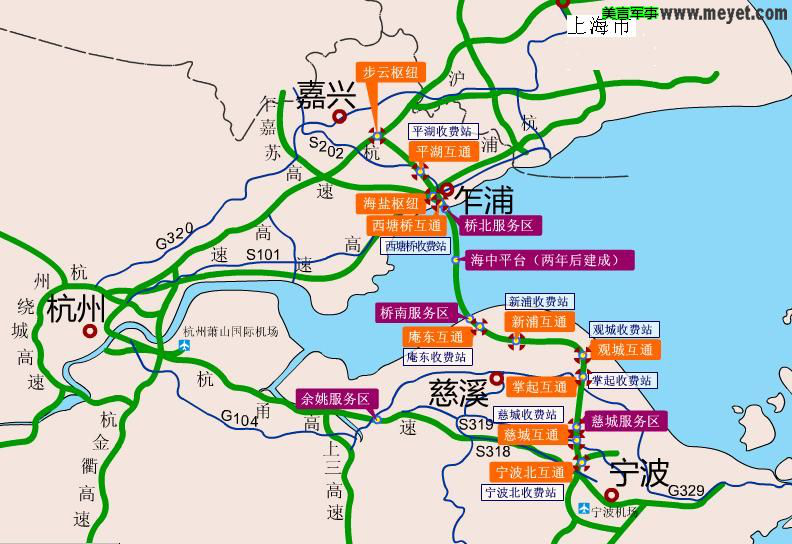 美言军事 www.meyet.com
上海市
步云枢纽
沪
嘉兴
乍
嘉
苏
高
速
S202
杭
平湖收费站
平湖互通
浦
杭
海盐枢纽
乍浦
西塘桥互通
桥北服务区
西塘桥收费站
G320
高
速
S101
速
高
海中平台（两年后建成）
杭
州
绕
城
高
速
杭州
杭州萧山国际机场
桥南服务区
新浦收费站
新浦互通
庵东互通
庵东收费站
观城收费站
观城互通
掌起互通
掌起收费站
慈溪
杭
甬
高
速
G104
余姚服务区
慈城收费站
慈城服务区
慈城互通
S319
S318
宁波北互通
宁波北收费站
宁波
G329
宁波机场
杭
金
衢
高
速
上
三
高
速